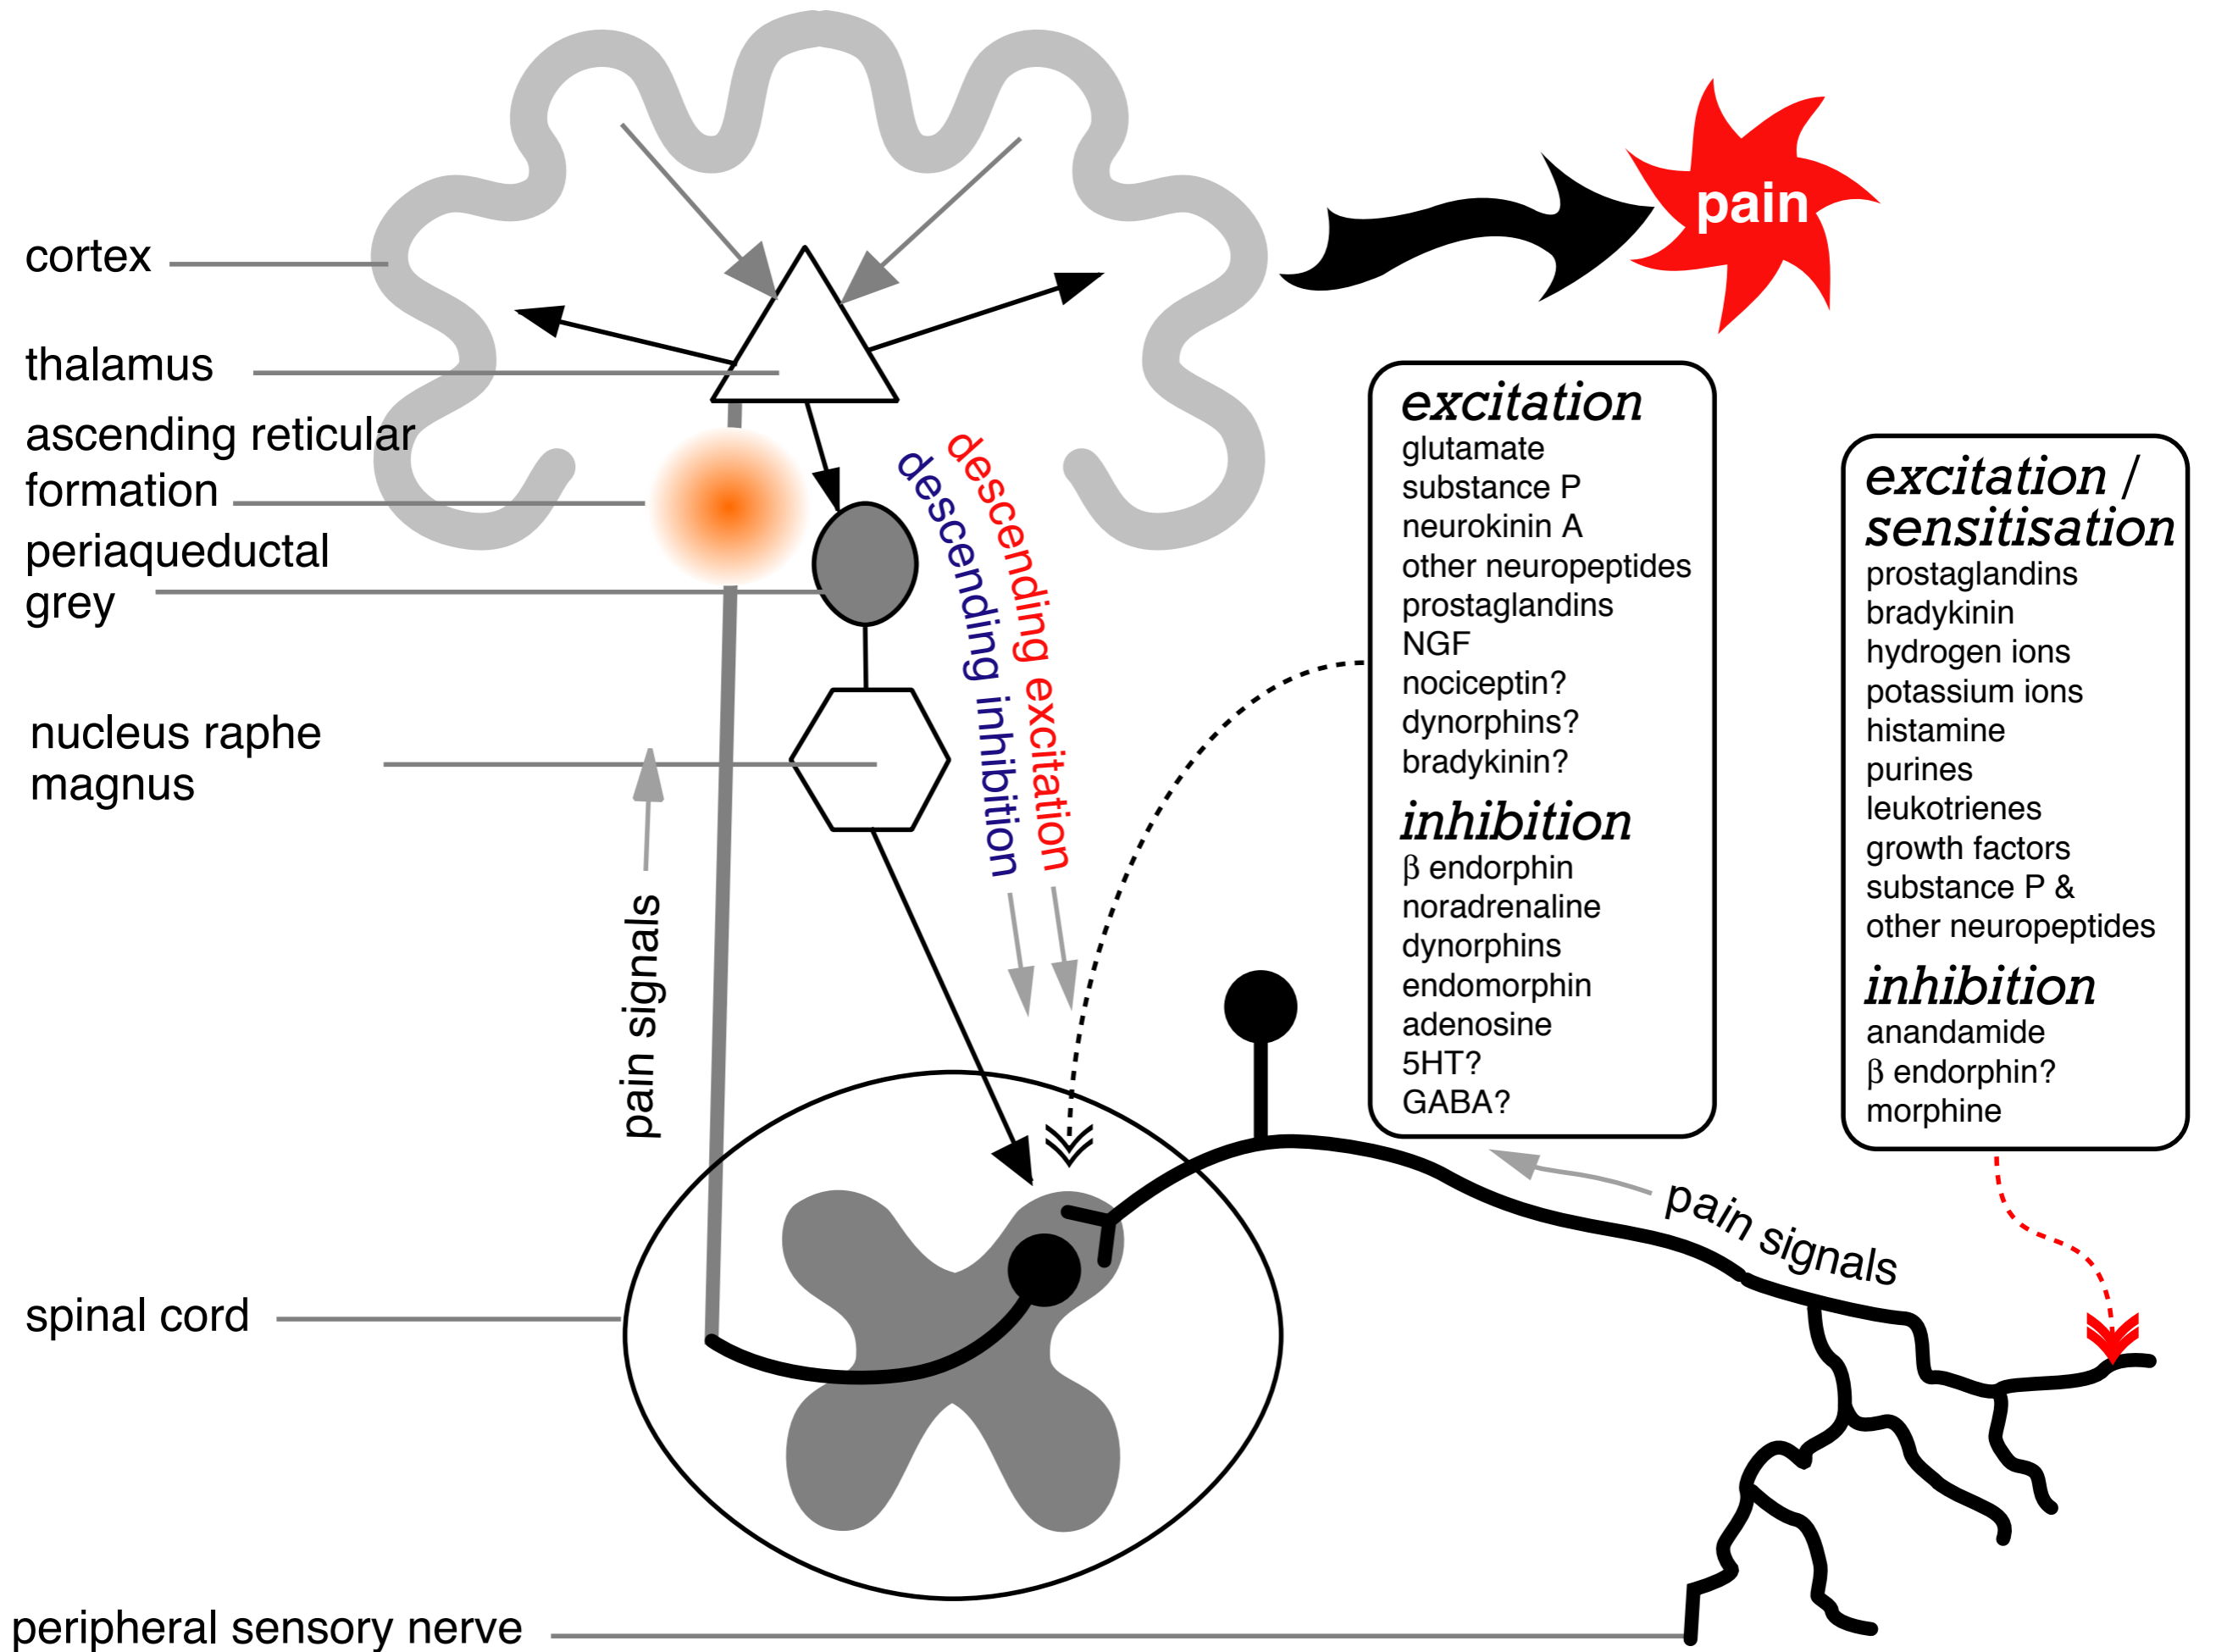 pain
cortex
thalamus
ascending reticular
formation
periaqueductal
grey
nucleus raphe
magnus
spinal cord
peripheral sensory nerve
pain signals
descending inhibition
descending excitation
excitation
glutamate
substance P
neurokinin A
other neuropeptides
prostaglandins
NGF
nociceptin?
dynorphins?
bradykinin?
inhibition
β endorphin
noradrenaline
dynorphins
endomorphin
adenosine
5HT?
GABA?
excitation /
sensitisation
prostaglandins
bradykinin
hydrogen ions
potassium ions
histamine
purines
leukotrienes
growth factors
substance P &
other neuropeptides
inhibition
anandamide
β endorphin?
morphine
pain signals